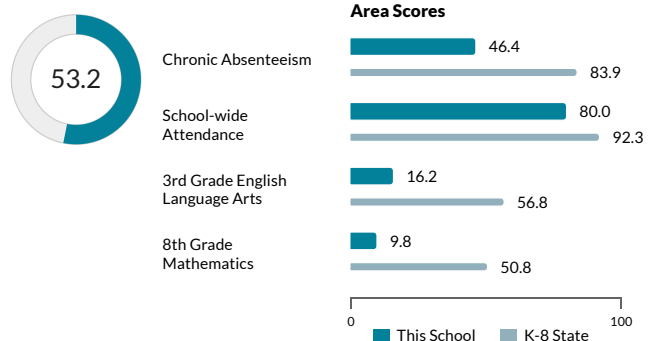 Area Scores
53.2
Chronic Absenteeism
46.4
83.9
School-wide
Attendance
80.0
92.3
3rd Grade English
Language Arts
16.2
56.8
8th Grade
Mathematics
9.8
50.8
0
100
This School
K-8 State